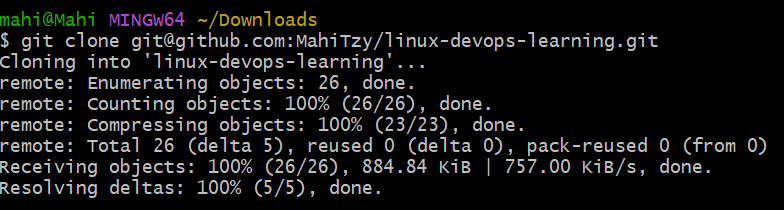 mahi@Mahi MINGW64 ~/Downloads
$ git clone git@github.com:MahiTzy/linux-devops-learning.git
Cloning into 'linux-devops-learning'...
remote: Enumerating objects: 26, done.
remote: Counting objects: 100% (26/26), done.
remote: Compressing objects: 100% (23/23), done.
remote: Total 26 (delta 5), reused 0 (delta 0), pack-reused 0 (from 0)
Receiving objects: 100% (26/26), 884.84 KiB | 757.00 KiB/s, done.
Resolving deltas: 100% (5/5), done.